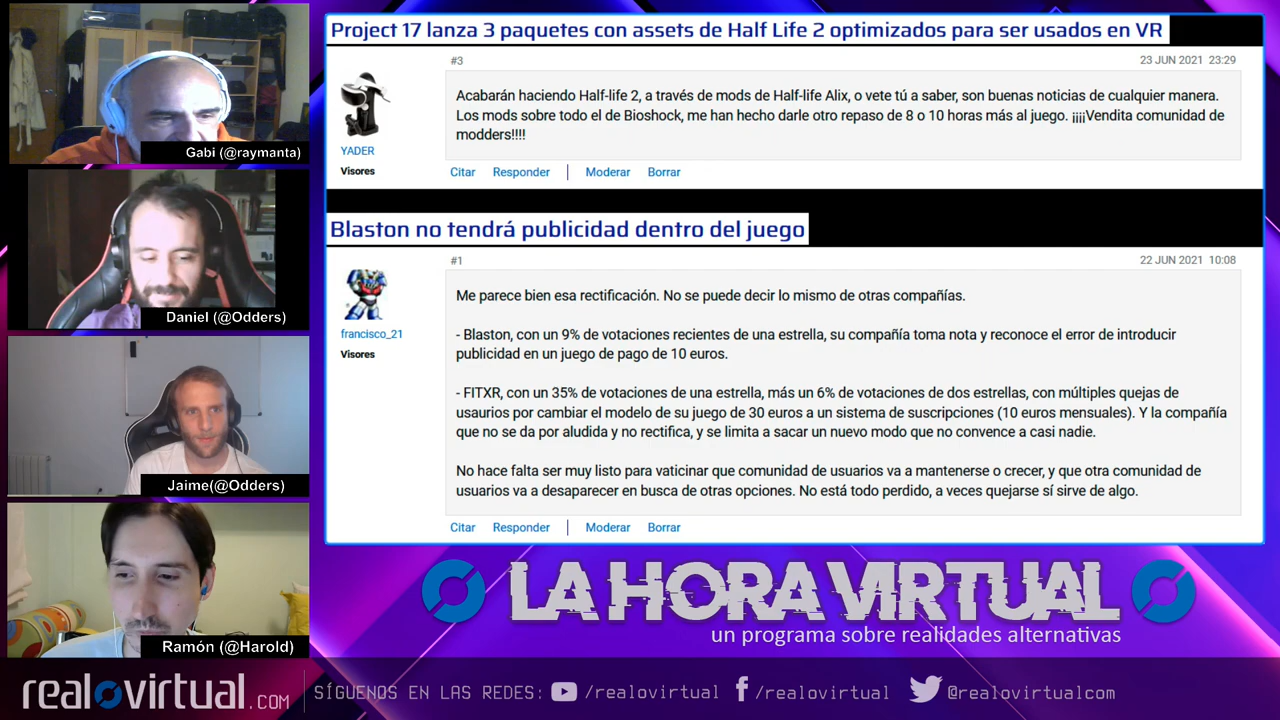 Gabi (@raymanta)
Daniel (@Odders)
Jaime(@Odders)
Ramón (@Harold)
Project 17 lanza 3 paquetes con assets de Half Life 2 optimizados para ser usados en VR
#3
23 JUN 2021 23:29
YADER
Visores
Acabarán haciendo Half-life 2, a través de mods de Half-life Alix, o vete tú a saber, son buenas noticias de cualquier manera.
Los mods sobre todo el de Bioshock, me han hecho darle otro repaso de 8 o 10 horas más al juego. ¡¡¡¡Vendita comunidad de
modders!!!!
Citar Responder | Moderar Borrar
Blaston no tendrá publicidad dentro del juego
#1
22 JUN 2021 10:08
francisco_21
Visores
Me parece bien esa rectificación. No se puede decir lo mismo de otras compañías.
- Blaston, con un 9% de votaciones recientes de una estrella, su compañía toma nota y reconoce el error de introducir
publicidad en un juego de pago de 10 euros.
- FITXR, con un 35% de votaciones de una estrella, más un 6% de votaciones de dos estrellas, con múltiples quejas de
usaurios por cambiar el modelo de su juego de 30 euros a un sistema de suscripciones (10 euros mensuales). Y la compañía
que no se da por aludida y no rectifica, y se limita a sacar un nuevo modo que no convence a casi nadie.
No hace falta ser muy listo para vaticinar que comunidad de usuarios va a mantenerse o crecer, y que otra comunidad de
usuarios va a desaparecer en busca de otras opciones. No está todo perdido, a veces quejarse sí sirve de algo.
Citar Responder | Moderar Borrar
LA HORA VIRTUAL
un programa sobre realidades alternativas
realovirtual.com
SÍGUENOS EN LAS REDES: /realovirtual /realovirtual @realovirtualcom